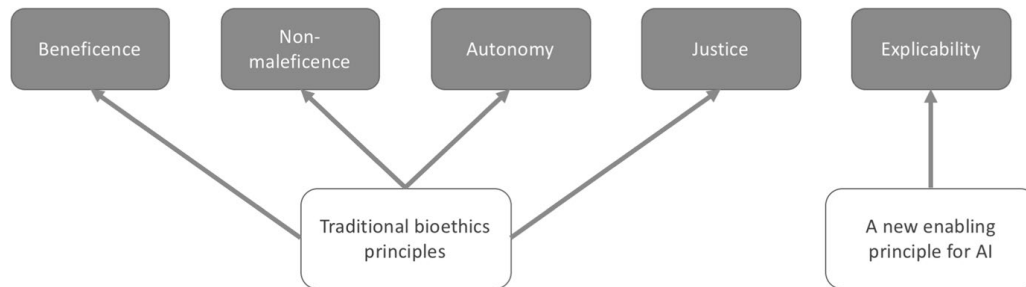 Beneficence
Non-
maleficence
Autonomy
Justice
Explicability
Traditional bioethics
principles
A new enabling
principle for AI